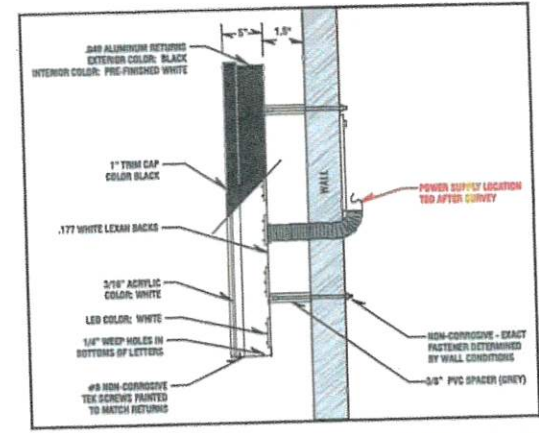 5"
1.5"
.040 ALUMINUM RETURNS
EXTERIOR COLOR: BLACK
INTERIOR COLOR: PRE-FINISHED WHITE
1" TRIM CAP
COLOR BLACK
WALL
POWER SUPPLY LOCATION
TBD AFTER SURVEY
.177 WHITE LEXAN BACKS
3/16" ACRYLIC
COLOR: WHITE
LED COLOR: WHITE
1/4" WEEP HOLES IN
BOTTOMS OF LETTERS
#8 NON-CORROSIVE
TEK SCREWS PAINTED
TO MATCH RETURNS
NON-CORROSIVE - EXACT
FASTENER DETERMINED
BY WALL CONDITIONS
3/8" PVC SPACER (GREY)